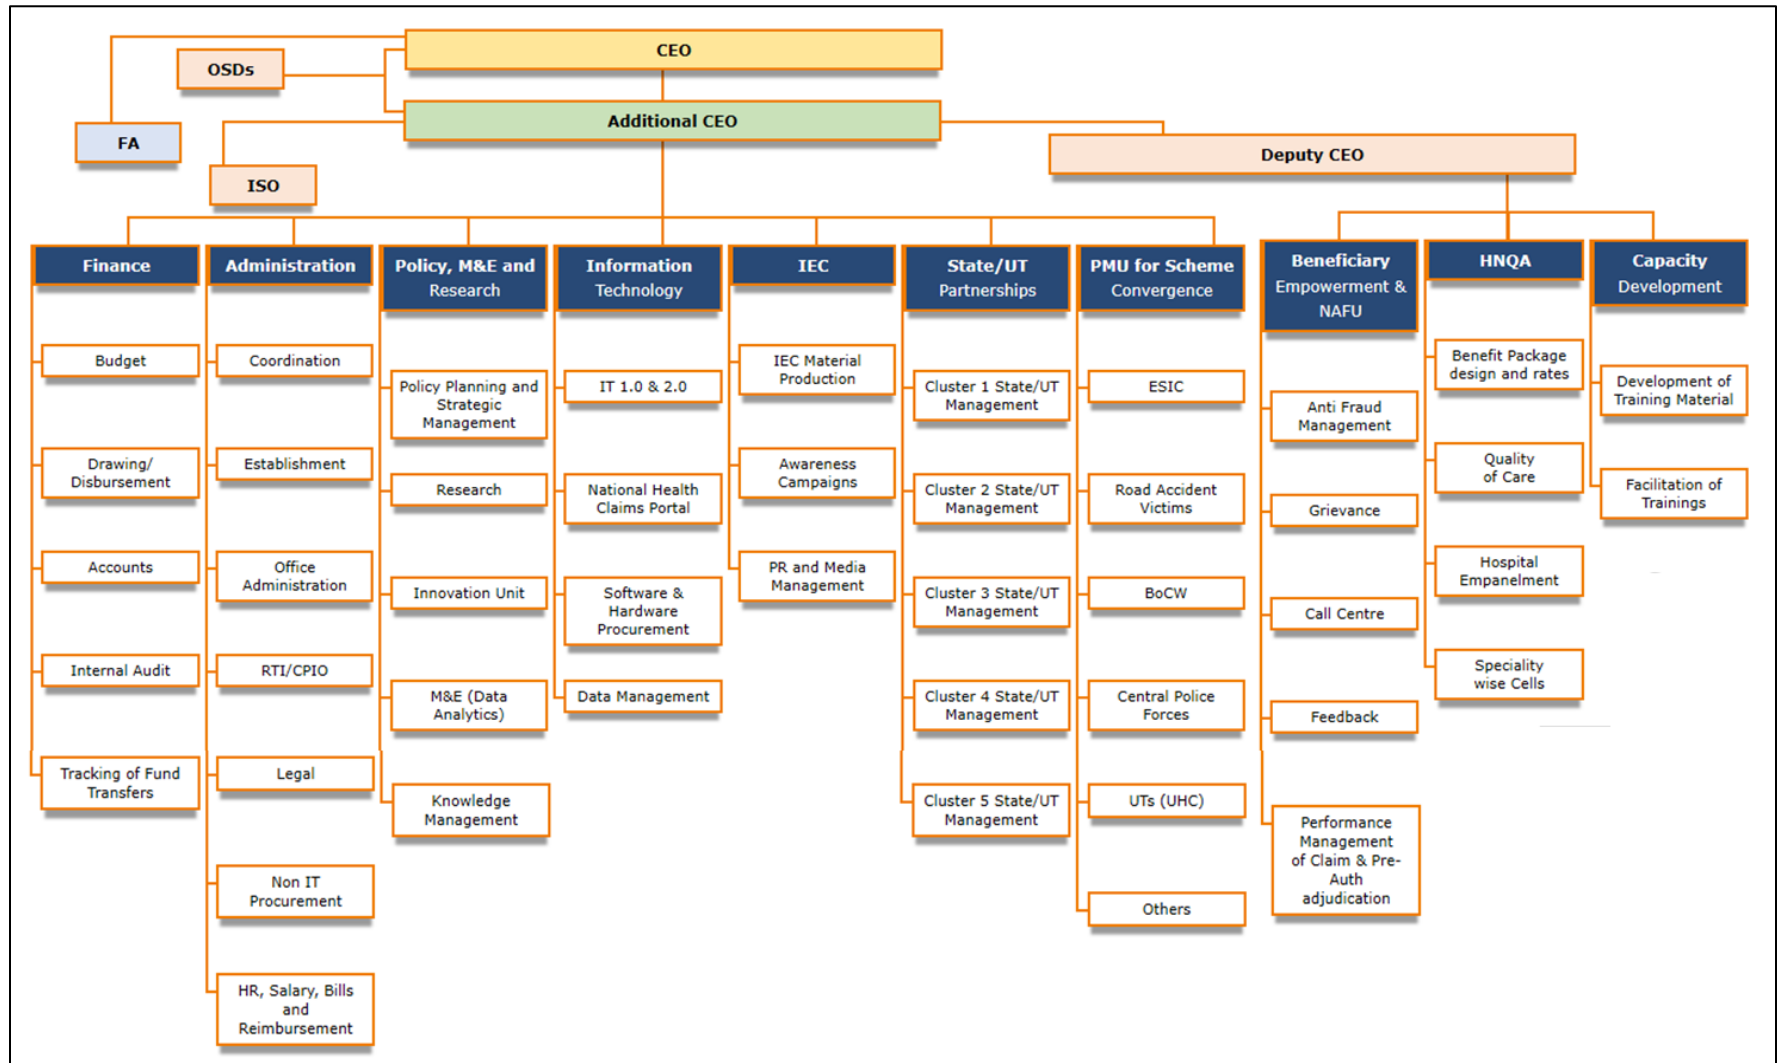 CEO
OSDs
Additional CEO
FA
Deputy CEO
ISO
Finance
Budget
Drawing/
Disbursement
Accounts
Internal Audit
Tracking of Fund
Transfers
Administration
Coordination
Establishment
Office
Administration
RTI/CPIO
Legal
Non IT
Procurement
HR, Salary, Bills
and
Reimbursement
Policy, M&E and
Research
Policy Planning and
Strategic
Management
Research
Innovation Unit
M&E (Data
Analytics)
Knowledge
Management
Information
Technology
IT 1.0 & 2.0
National Health
Claims Portal
Software &
Hardware
Procurement
Data Management
IEC
IEC Material
Production
Awareness
Campaigns
PR and Media
Management
State/UT
Partnerships
Cluster 1 State/UT
Management
Cluster 2 State/UT
Management
Cluster 3 State/UT
Management
Cluster 4 State/UT
Management
Cluster 5 State/UT
Management
PMU for Scheme
Convergence
ESIC
Road Accident
Victims
BoCW
Central Police
Forces
UTs (UHC)
Others
Beneficiary
Empowerment &
NAFU
Anti Fraud
Management
Grievance
Call Centre
Feedback
Performance
Management
of Claim & Pre-
Auth
adjudication
HNQA
Benefit Package
design and rates
Quality
of Care
Hospital
Empanelment
Speciality
wise Cells
Capacity
Development
Development of
Training Material
Facilitation of
Trainings